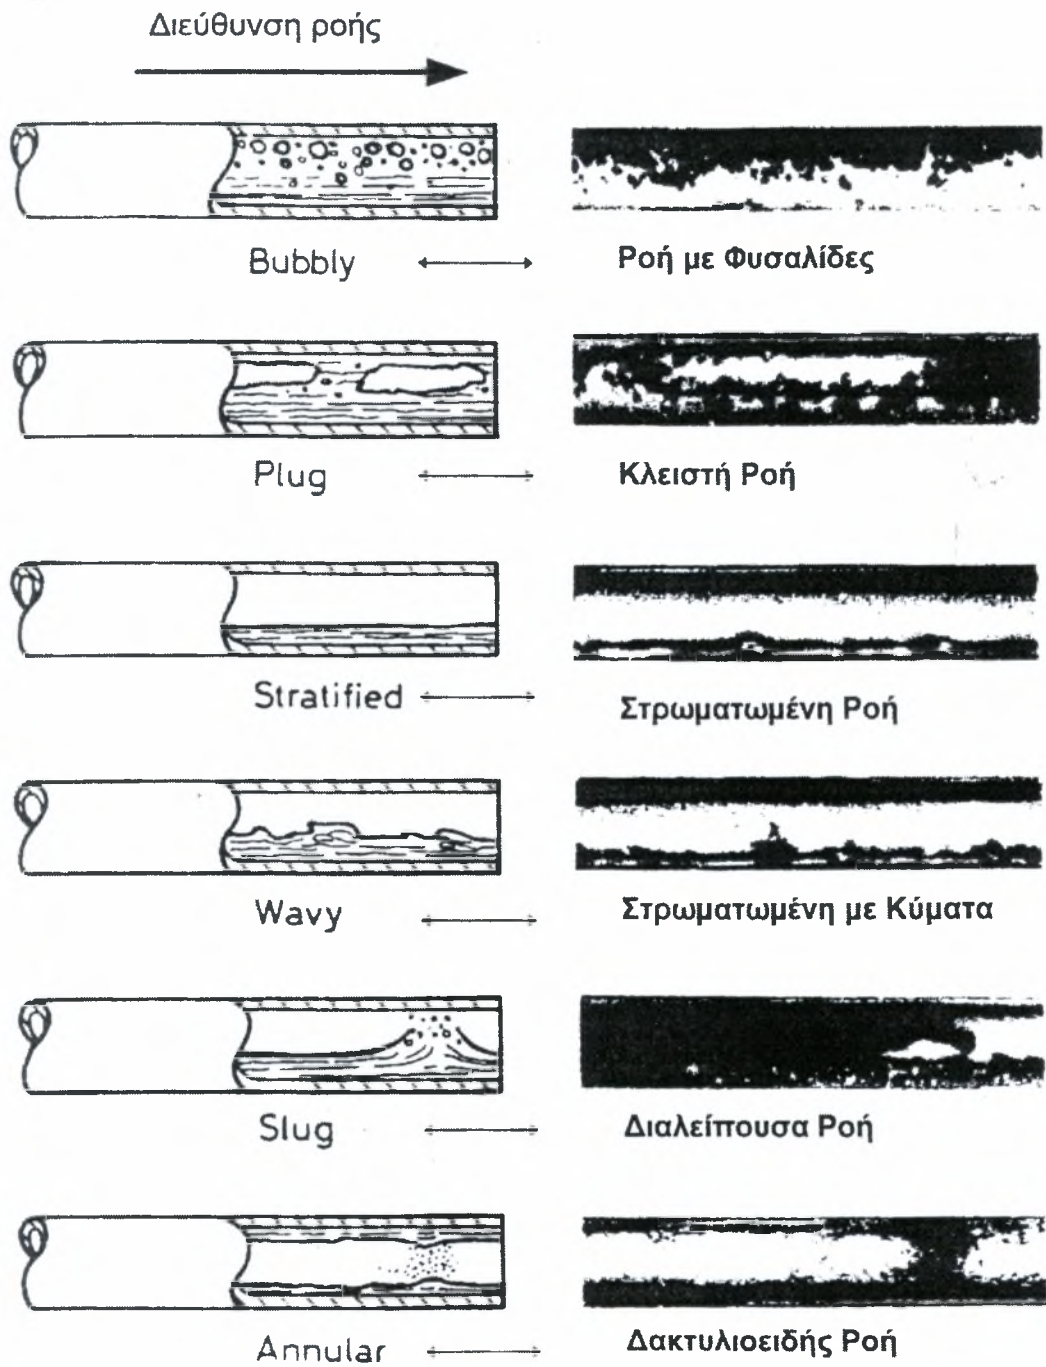 Διεύθυνση ροής
Bubbly Ροή με Φυσαλίδες
Plug Κλειστή Ροή
Stratified Στρωματωμένη Ροή
Wavy Στρωματωμένη με Κύματα
Slug Διαλείπουσα Ροή
Annular Δακτυλιοειδής Ροή